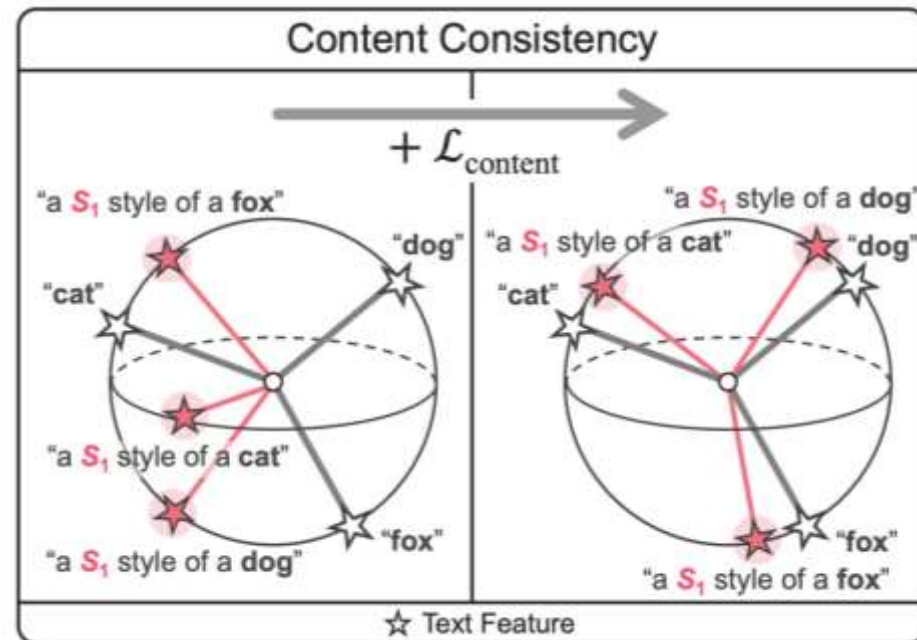 Content Consistency
+ ℒcontent
“a S₁ style of a fox”
“dog”
“cat”
“a S₁ style of a cat”
“a S₁ style of a dog”
“fox”
“a S₁ style of a dog”
“a S₁ style of a cat”
“dog”
“cat”
“fox”
“a S₁ style of a fox”
☆ Text Feature